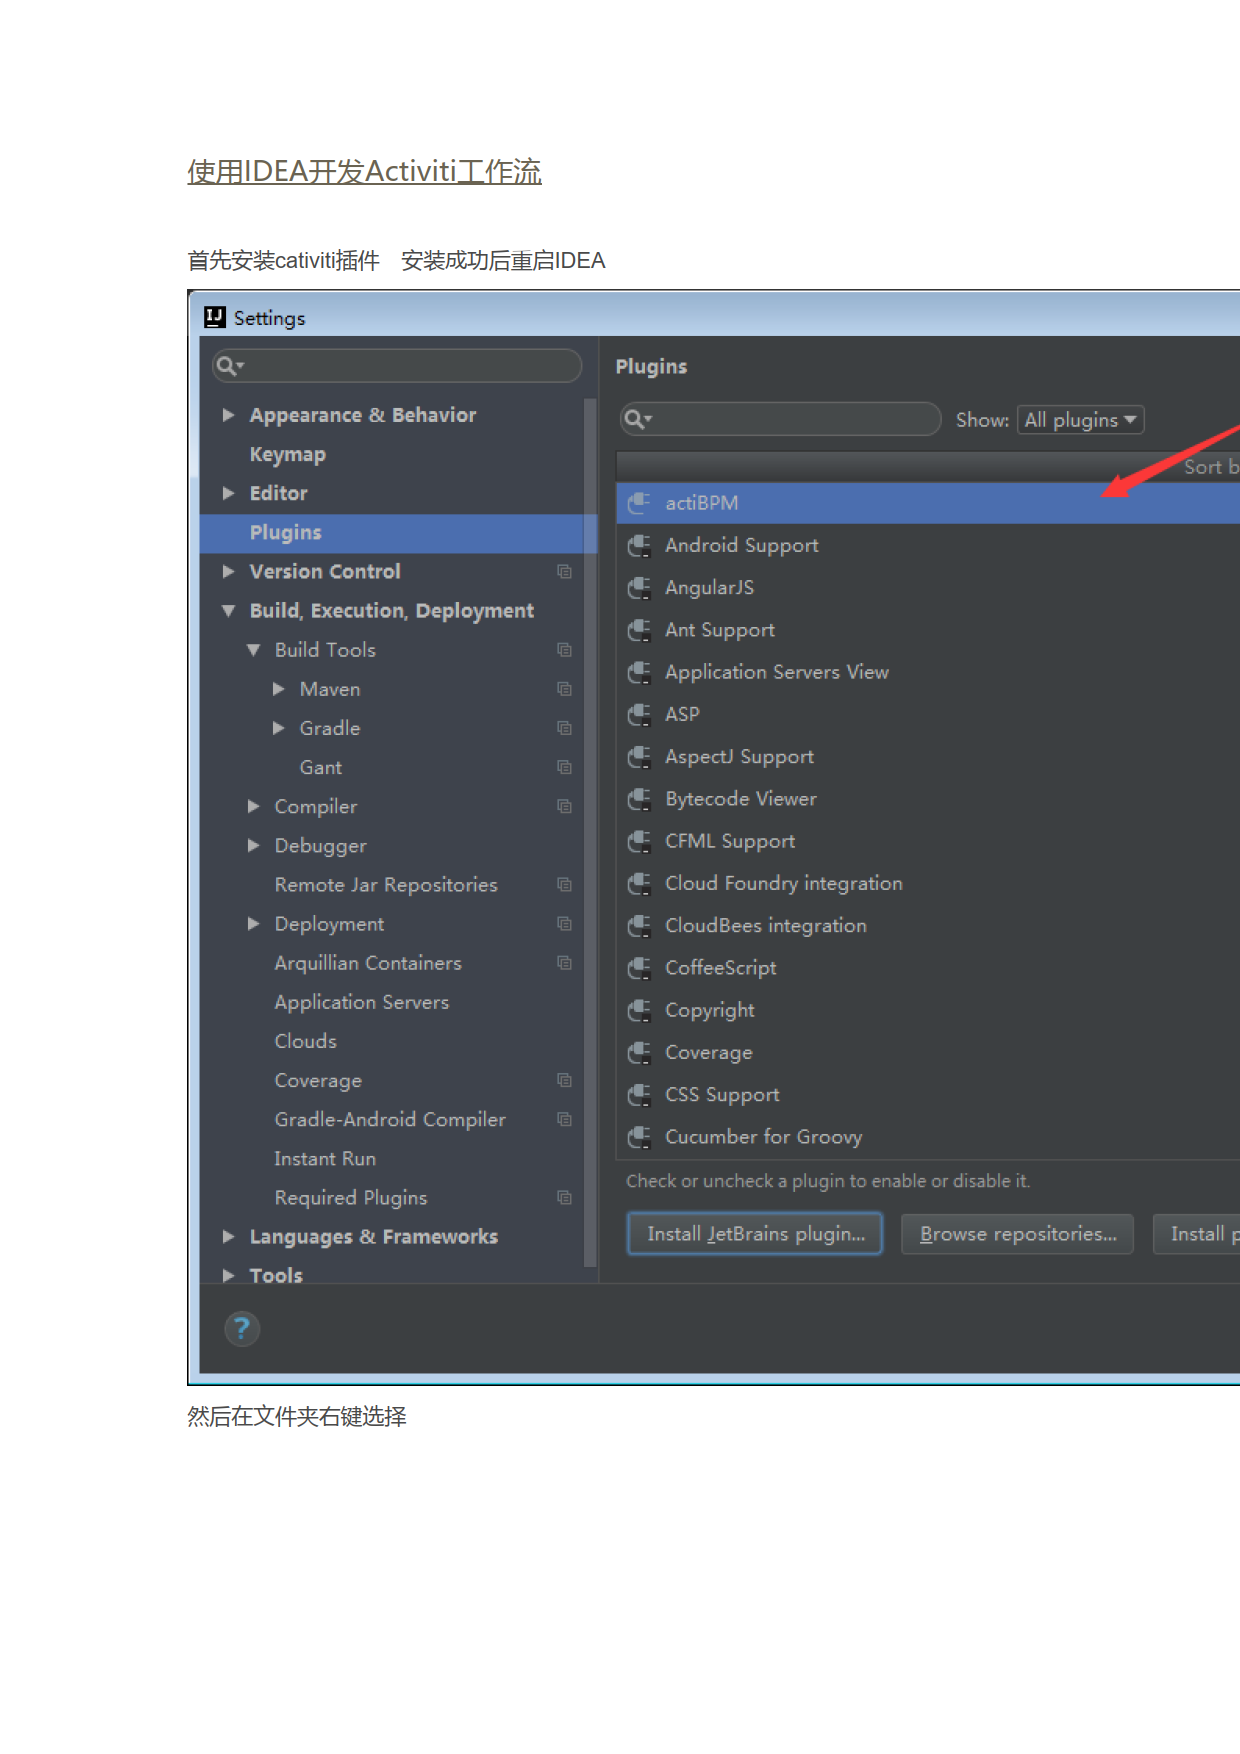 使用IDEA开发Activiti工作流
首先安装cativiti插件 安装成功后重启IDEA
Settings
Appearance & Behavior
Keymap
Editor
Plugins
Version Control
Build, Execution, Deployment
Build Tools
Maven
Gradle
Gant
Compiler
Debugger
Remote Jar Repositories
Deployment
Arquillian Containers
Application Servers
Clouds
Coverage
Gradle-Android Compiler
Instant Run
Required Plugins
Languages & Frameworks
Tools
Plugins
Show: All plugins
Sort b
actiBPM
Android Support
AngularJS
Ant Support
Application Servers View
ASP
AspectJ Support
Bytecode Viewer
CFML Support
Cloud Foundry integration
CloudBees integration
CoffeeScript
Copyright
Coverage
CSS Support
Cucumber for Groovy
Check or uncheck a plugin to enable or disable it.
Install JetBrains plugin... Browse repositories... Install p
?
然后在文件夹右键选择